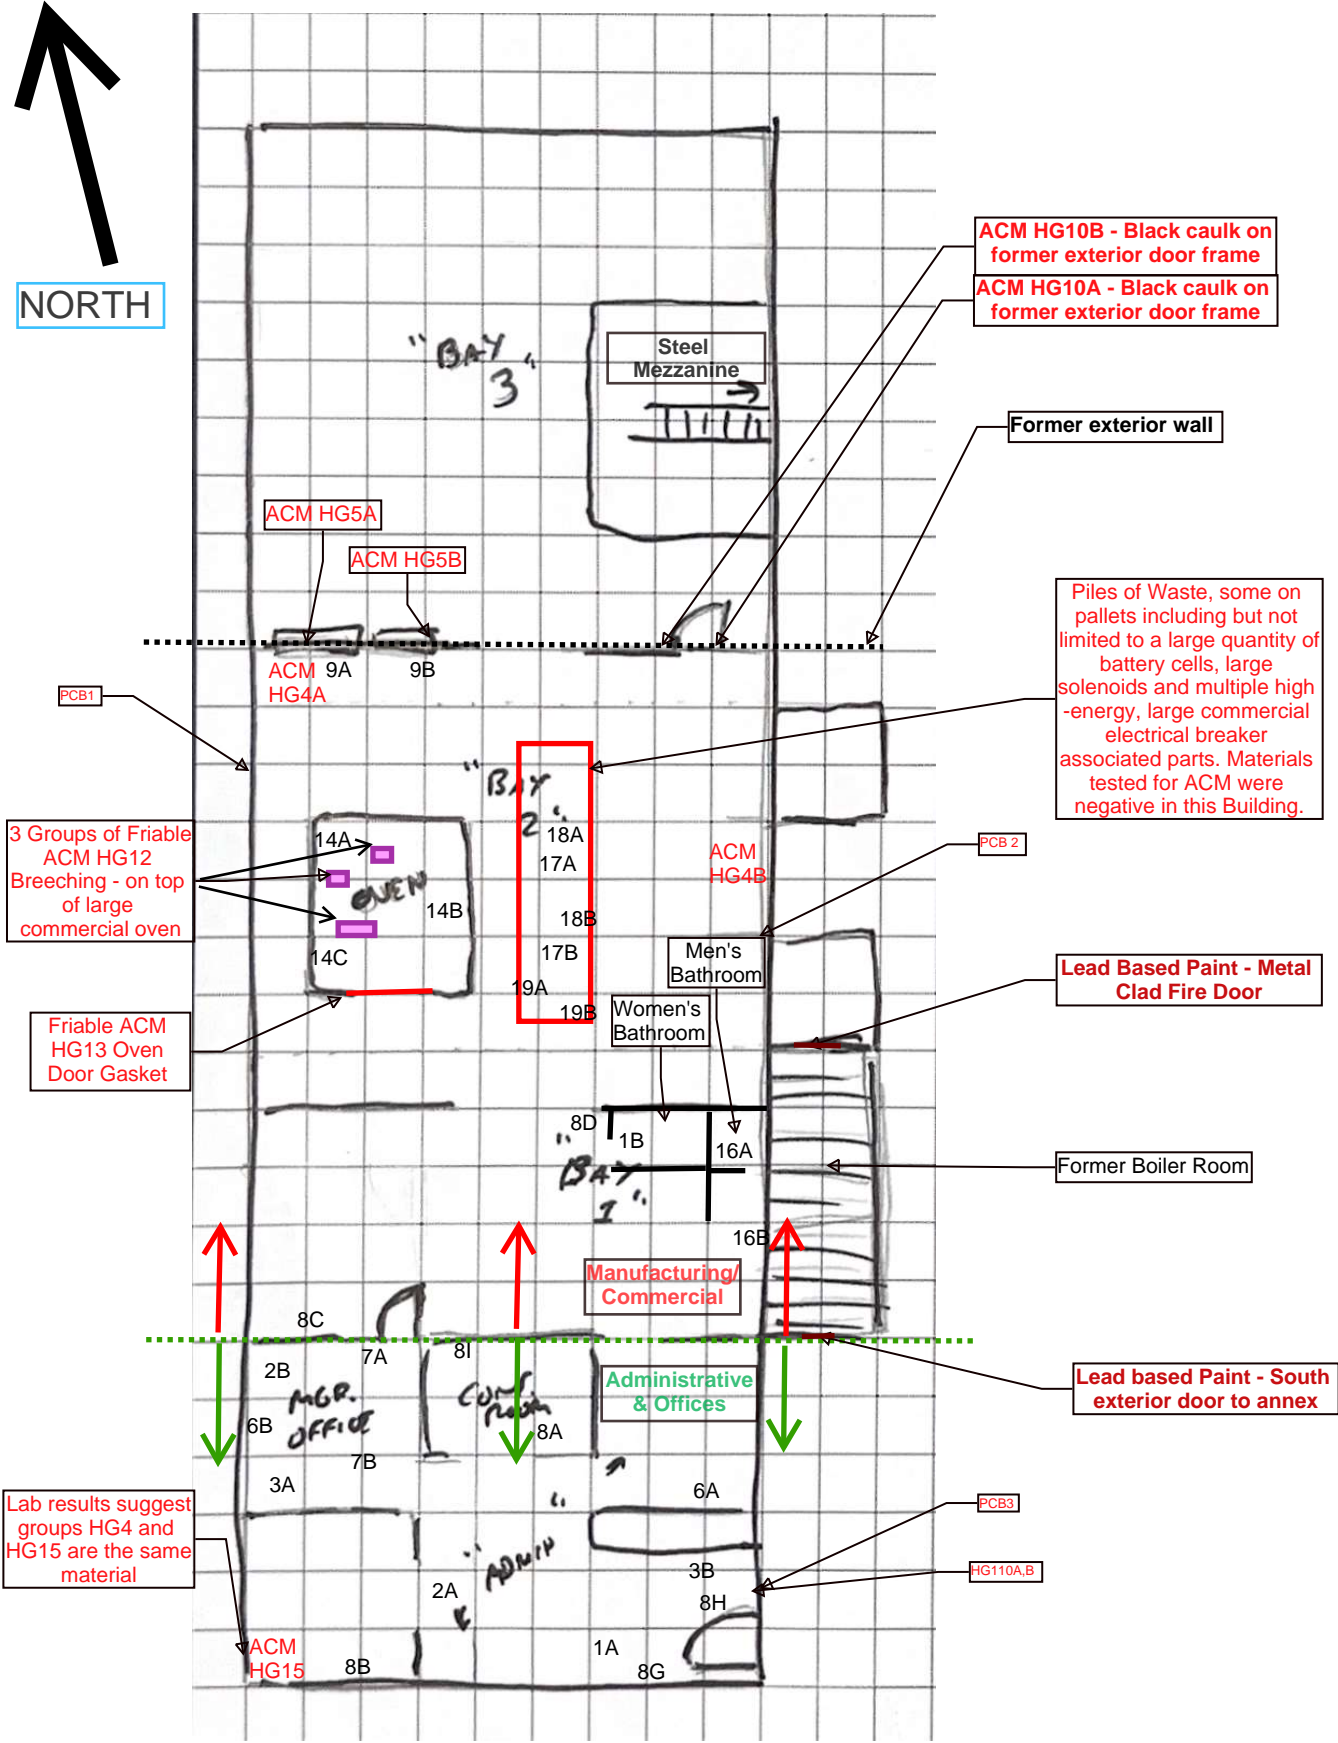 NORTH
ACM HG10B - Black caulk on
former exterior door frame
ACM HG10A - Black caulk on
former exterior door frame
Steel
Mezzanine
"BAY
3"
Former exterior wall
ACM HG5A
ACM HG5B
ACM
HG4A
9A
9B
PCB1
Piles of Waste, some on
pallets including but not
limited to a large quantity of
battery cells, large
solenoids and multiple high
-energy, large commercial
electrical breaker
associated parts. Materials
tested for ACM were
negative in this Building.
"BAY
2"
18A
17A
18B
17B
19A
19B
3 Groups of Friable
ACM HG12
Breeching - on top
of large
commercial oven
14A
OVEN
14B
14C
ACM
HG4B
PCB 2
Men's
Bathroom
Women's
Bathroom
Lead Based Paint - Metal
Clad Fire Door
Friable ACM
HG13 Oven
Door Gasket
8D
1B
16A
"BAY
1"
16B
Former Boiler Room
Manufacturing/
Commercial
8C
7A
8I
2B
MGR.
OFFICE
6B
7B
3A
CONF.
ROOM
8A
Administrative
& Offices
Lead based Paint - South
exterior door to annex
6A
Lab results suggest
groups HG4 and
HG15 are the same
material
PCB3
HG110A,B
"ADMIN"
2A
3B
8H
1A
8G
ACM
HG15
8B